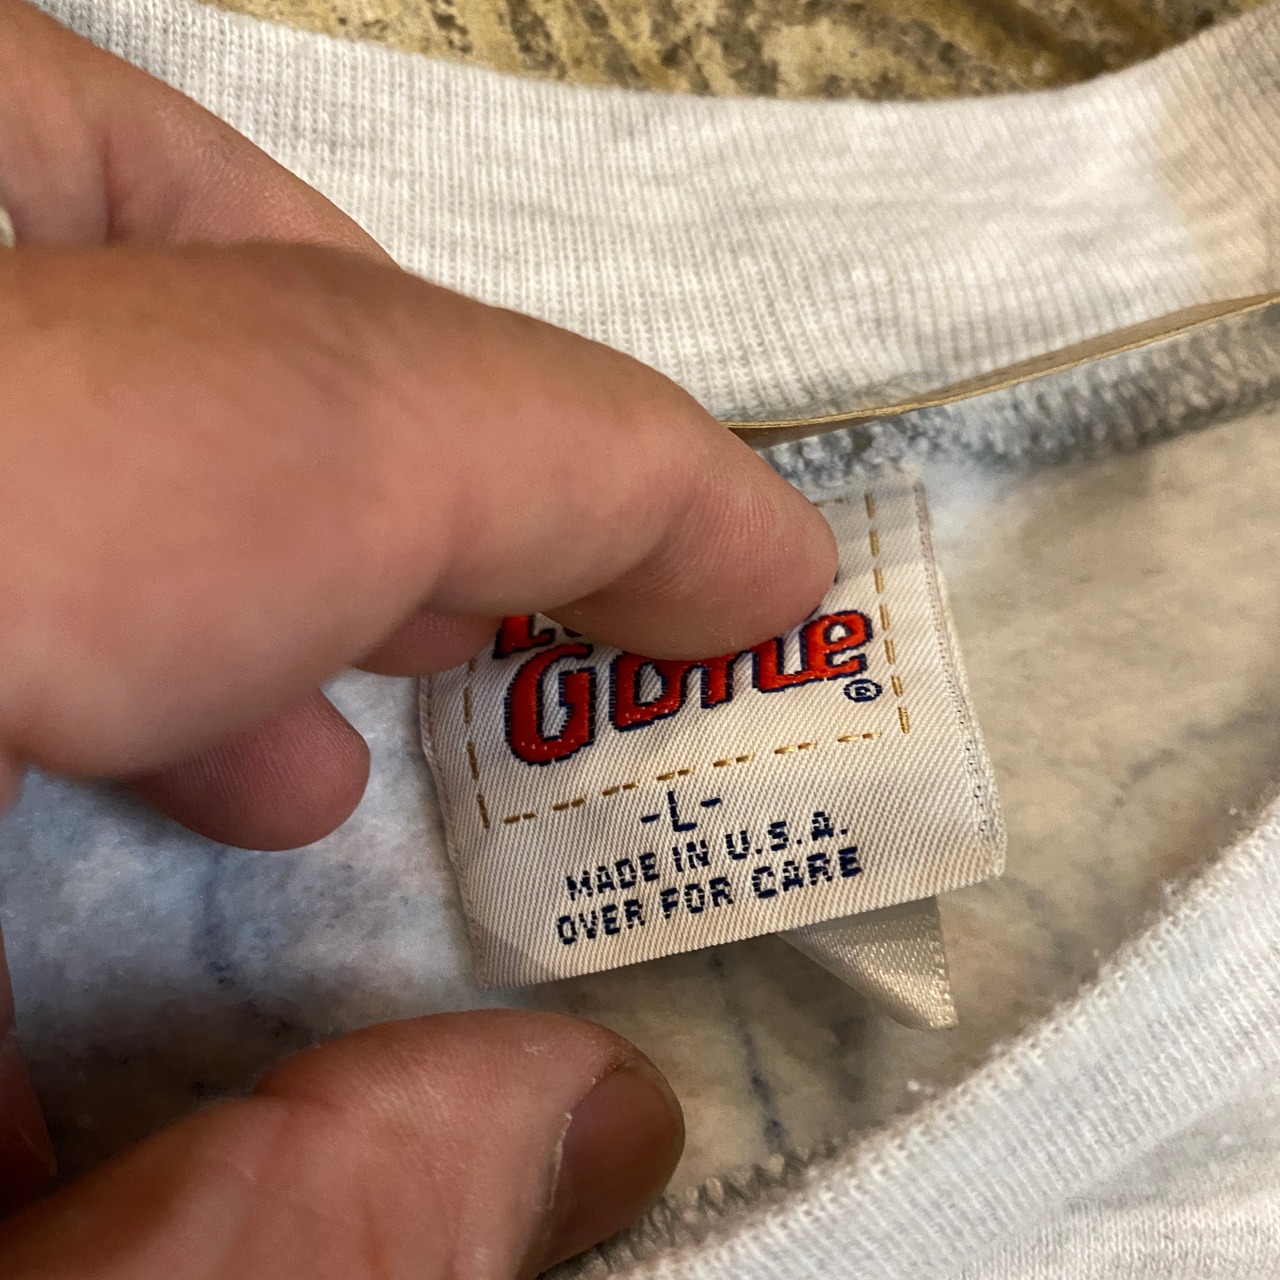 Game®
-L-
MADE IN U.S.A.
OVER FOR CARE